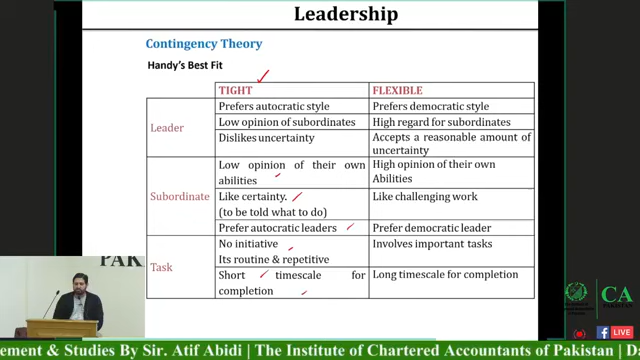 Leadership
Contingency Theory
Handy's Best Fit
TIGHT
FLEXIBLE
Leader
Prefers autocratic style
Prefers democratic style
Low opinion of subordinates
High regard for subordinates
Dislikes uncertainty
Accepts a reasonable amount of
uncertainty
Subordinate
Low opinion of their own
abilities
High opinion of their own
Abilities
Like certainty.
(to be told what to do)
Like challenging work
Prefer autocratic leaders
Prefer democratic leader
Task
No initiative
Its routine & repetitive
Involves important tasks
Short timescale for
completion
Long timescale for completion
PAK
CA
PAKISTAN
LIVE
ement & Studies By Sir. Atif Abidi | The Institute of Chartered Accountants of Pakistan | Da